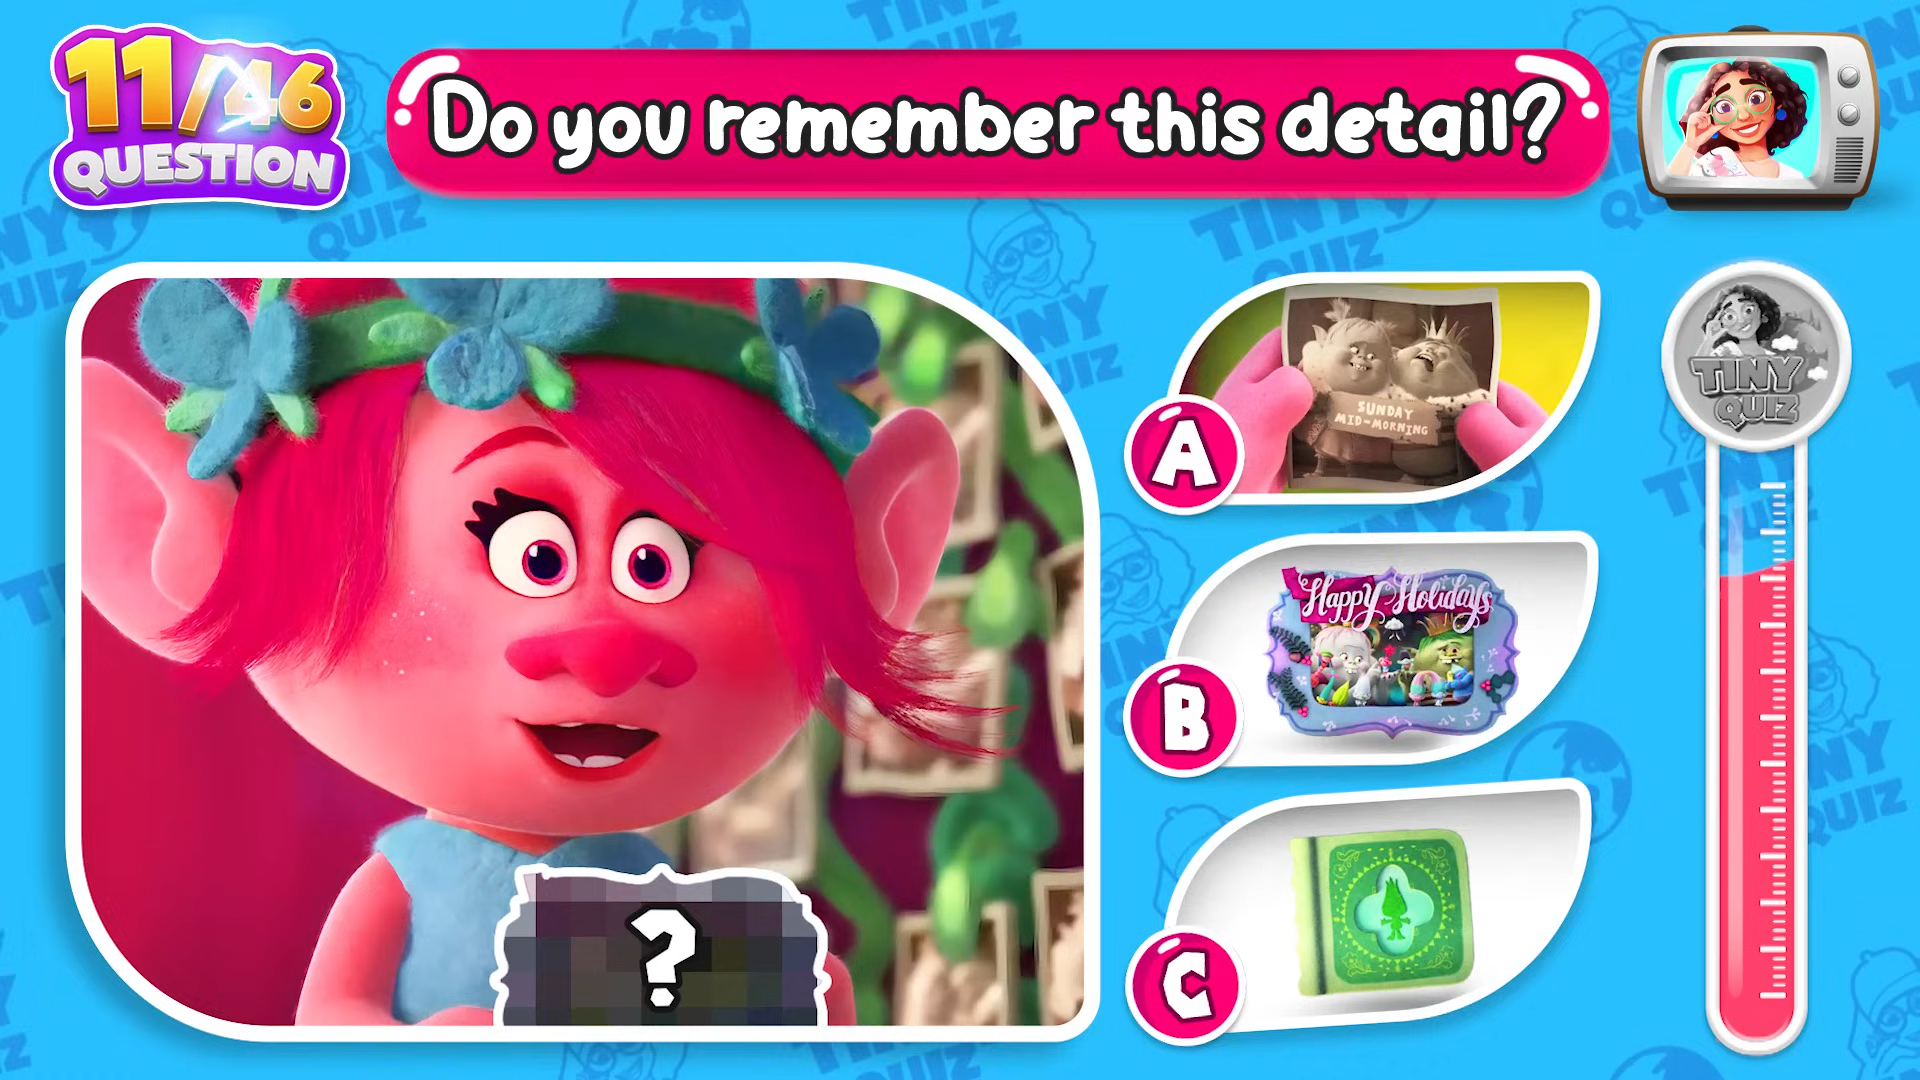 11/46
QUESTION
Do you remember this detail?
SUNDAY
MID-MORNING
A
Happy Holidays
B
C
?
TINY
QUIZ